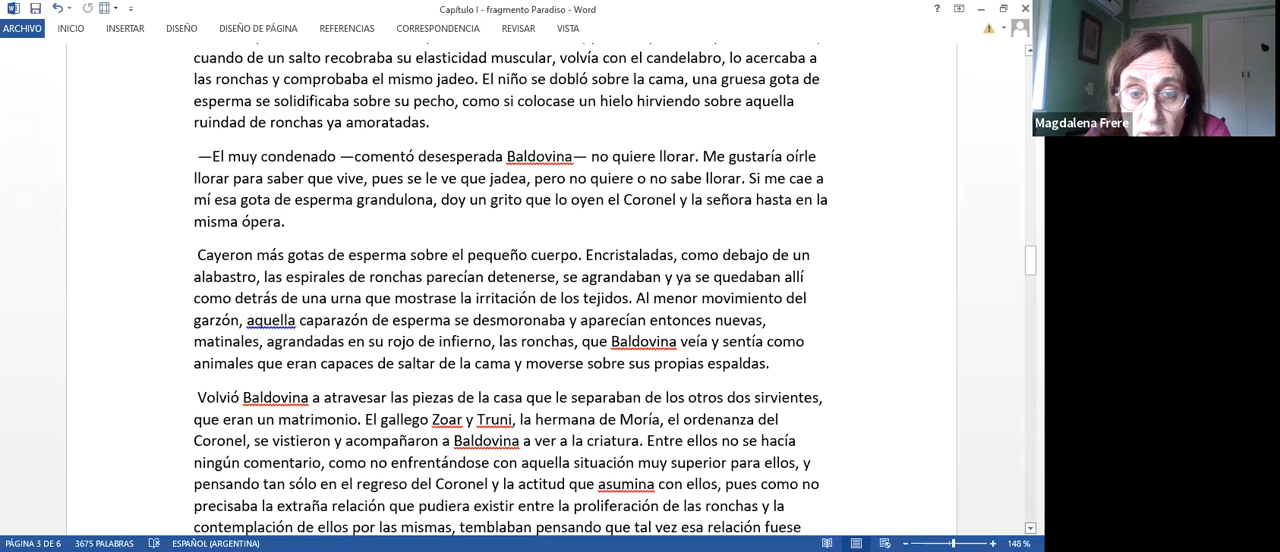 Capítulo I - fragmento Paradiso - Word
ARCHIVO INICIO INSERTAR DISEÑO DISEÑO DE PÁGINA REFERENCIAS CORRESPONDENCIA REVISAR VISTA
cuando de un salto recobraba su elasticidad muscular, volvía con el candelabro, lo acercaba a
las ronchas y comprobaba el mismo jadeo. El niño se dobló sobre la cama, una gruesa gota de
esperma se solidificaba sobre su pecho, como si colocase un hielo hirviendo sobre aquella
ruindad de ronchas ya amoratadas.
—El muy condenado —comentó desesperada Baldovina— no quiere llorar. Me gustaría oírle
llorar para saber que vive, pues se le ve que jadea, pero no quiere o no sabe llorar. Si me cae a
mí esa gota de esperma grandulona, doy un grito que lo oyen el Coronel y la señora hasta en la
misma ópera.
Cayeron más gotas de esperma sobre el pequeño cuerpo. Encristaladas, como debajo de un
alabastro, las espirales de ronchas parecían detenerse, se agrandaban y ya se quedaban allí
como detrás de una urna que mostrase la irritación de los tejidos. Al menor movimiento del
garzón, aquella caparazón de esperma se desmoronaba y aparecían entonces nuevas,
matinales, agrandadas en su rojo de infierno, las ronchas, que Baldovina veía y sentía como
animales que eran capaces de saltar de la cama y moverse sobre sus propias espaldas.
Volvió Baldovina a atravesar las piezas de la casa que le separaban de los otros dos sirvientes,
que eran un matrimonio. El gallego Zoar y Truni, la hermana de Moría, el ordenanza del
Coronel, se vistieron y acompañaron a Baldovina a ver a la criatura. Entre ellos no se hacía
ningún comentario, como no enfrentándose con aquella situación muy superior para ellos, y
pensando tan sólo en el regreso del Coronel y la actitud que asumina con ellos, pues como no
precisaba la extraña relación que pudiera existir entre la proliferación de las ronchas y la
contemplación de ellos por las mismas, temblaban pensando que tal vez esa relación fuese
PÁGINA 3 DE 6 3675 PALABRAS ESPAÑOL (ARGENTINA) 148 %
Magdalena Frere